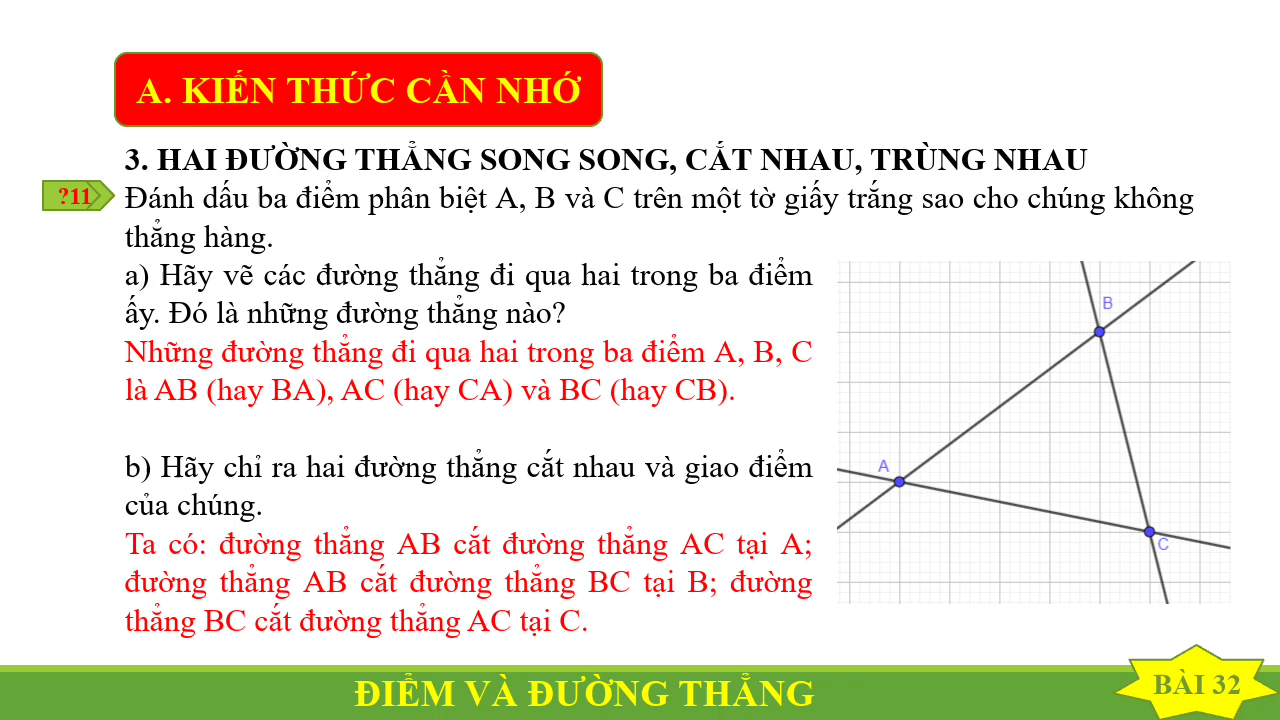 A. KIẾN THỨC CẦN NHỚ
3. HAI ĐƯỜNG THẲNG SONG SONG, CẮT NHAU, TRÙNG NHAU
?11
Đánh dấu ba điểm phân biệt A, B và C trên một tờ giấy trắng sao cho chúng không
thẳng hàng.
a) Hãy vẽ các đường thẳng đi qua hai trong ba điểm
ấy. Đó là những đường thẳng nào?
Những đường thẳng đi qua hai trong ba điểm A, B, C
là AB (hay BA), AC (hay CA) và BC (hay CB).
b) Hãy chỉ ra hai đường thẳng cắt nhau và giao điểm
của chúng.
Ta có: đường thẳng AB cắt đường thẳng AC tại A;
đường thẳng AB cắt đường thẳng BC tại B; đường
thẳng BC cắt đường thẳng AC tại C.
B
A
C
ĐIỂM VÀ ĐƯỜNG THẲNG
BÀI 32